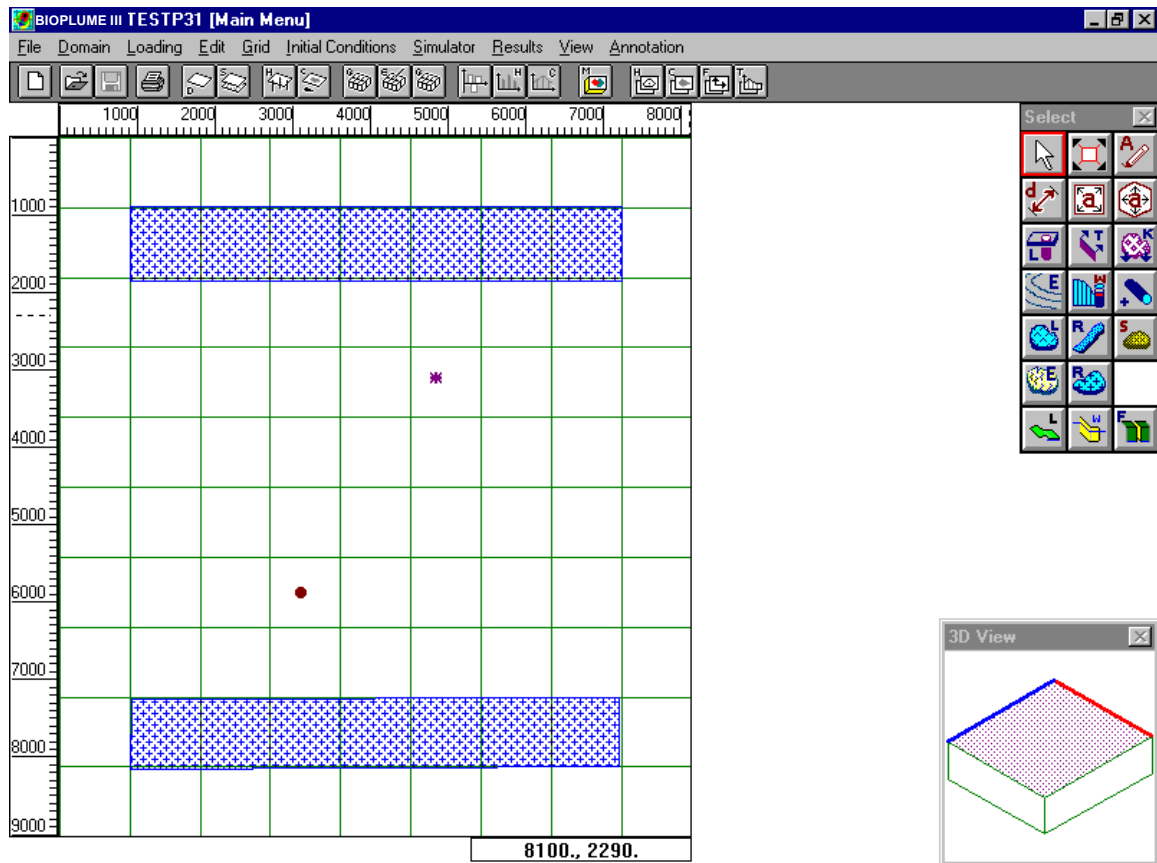 BIOPLUME III TESTP31 [Main Menu]
File Domain Loading Edit Grid Initial Conditions Simulator Results View Annotation
D S H C G G G H C M H C F T
1000 2000 3000 4000 5000 6000 7000 8000
Select
A
d a a
L T K
E W
L R S
E R
L W F
1000
2000
3000
4000
5000
6000
7000
8000
9000
3D View
8100., 2290.